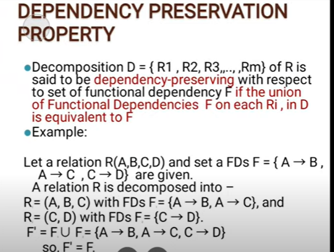 DEPENDENCY PRESERVATION
PROPERTY
●Decomposition D = { R1 , R2, R3,,..,,Rm} of R is
said to be dependency-preserving with respect
to set of functional dependency F if the union
of Functional Dependencies F on each Ri , in D
is equivalent to F
●Example:
Let a relation R(A,B,C,D) and set a FDs F = { A → B ,
A → C , C → D} are given.
A relation R is decomposed into –
R = (A, B, C) with FDs F = {A → B, A → C}, and
R = (C, D) with FDs F = {C → D}.
F' = F ∪ F = {A → B, A → C, C → D}
so, F' = F.